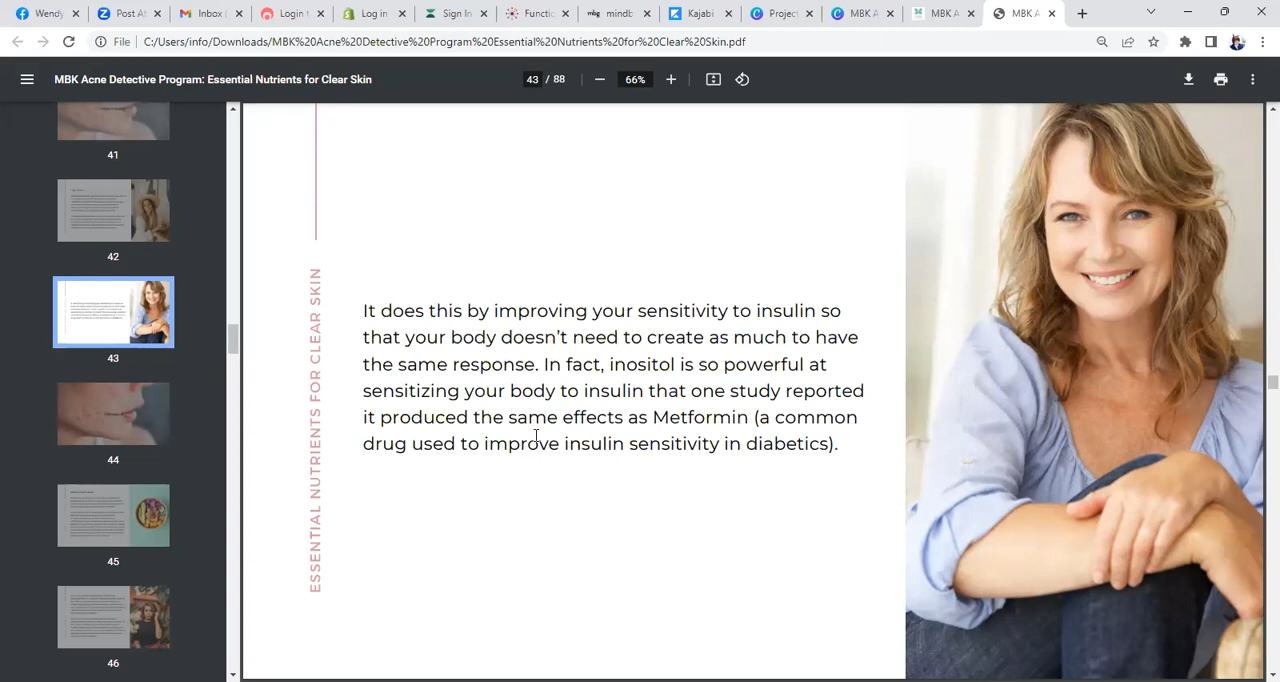 Wendy
Post At
Inbox (
Login t
Log in
Sign In
Functi
mbg mindb
Kajabi
Projec
MBK A
MBK A
MBK A
File C:/Users/info/Downloads/MBK%20Acne%20Detective%20Program%20Essential%20Nutrients%20for%20Clear%20Skin.pdf
MBK Acne Detective Program: Essential Nutrients for Clear Skin
43 / 88
66%
41
42
43
44
45
46
ESSENTIAL NUTRIENTS FOR CLEAR SKIN
It does this by improving your sensitivity to insulin so
that your body doesn’t need to create as much to have
the same response. In fact, inositol is so powerful at
sensitizing your body to insulin that one study reported
it produced the same effects as Metformin (a common
drug used to improve insulin sensitivity in diabetics).